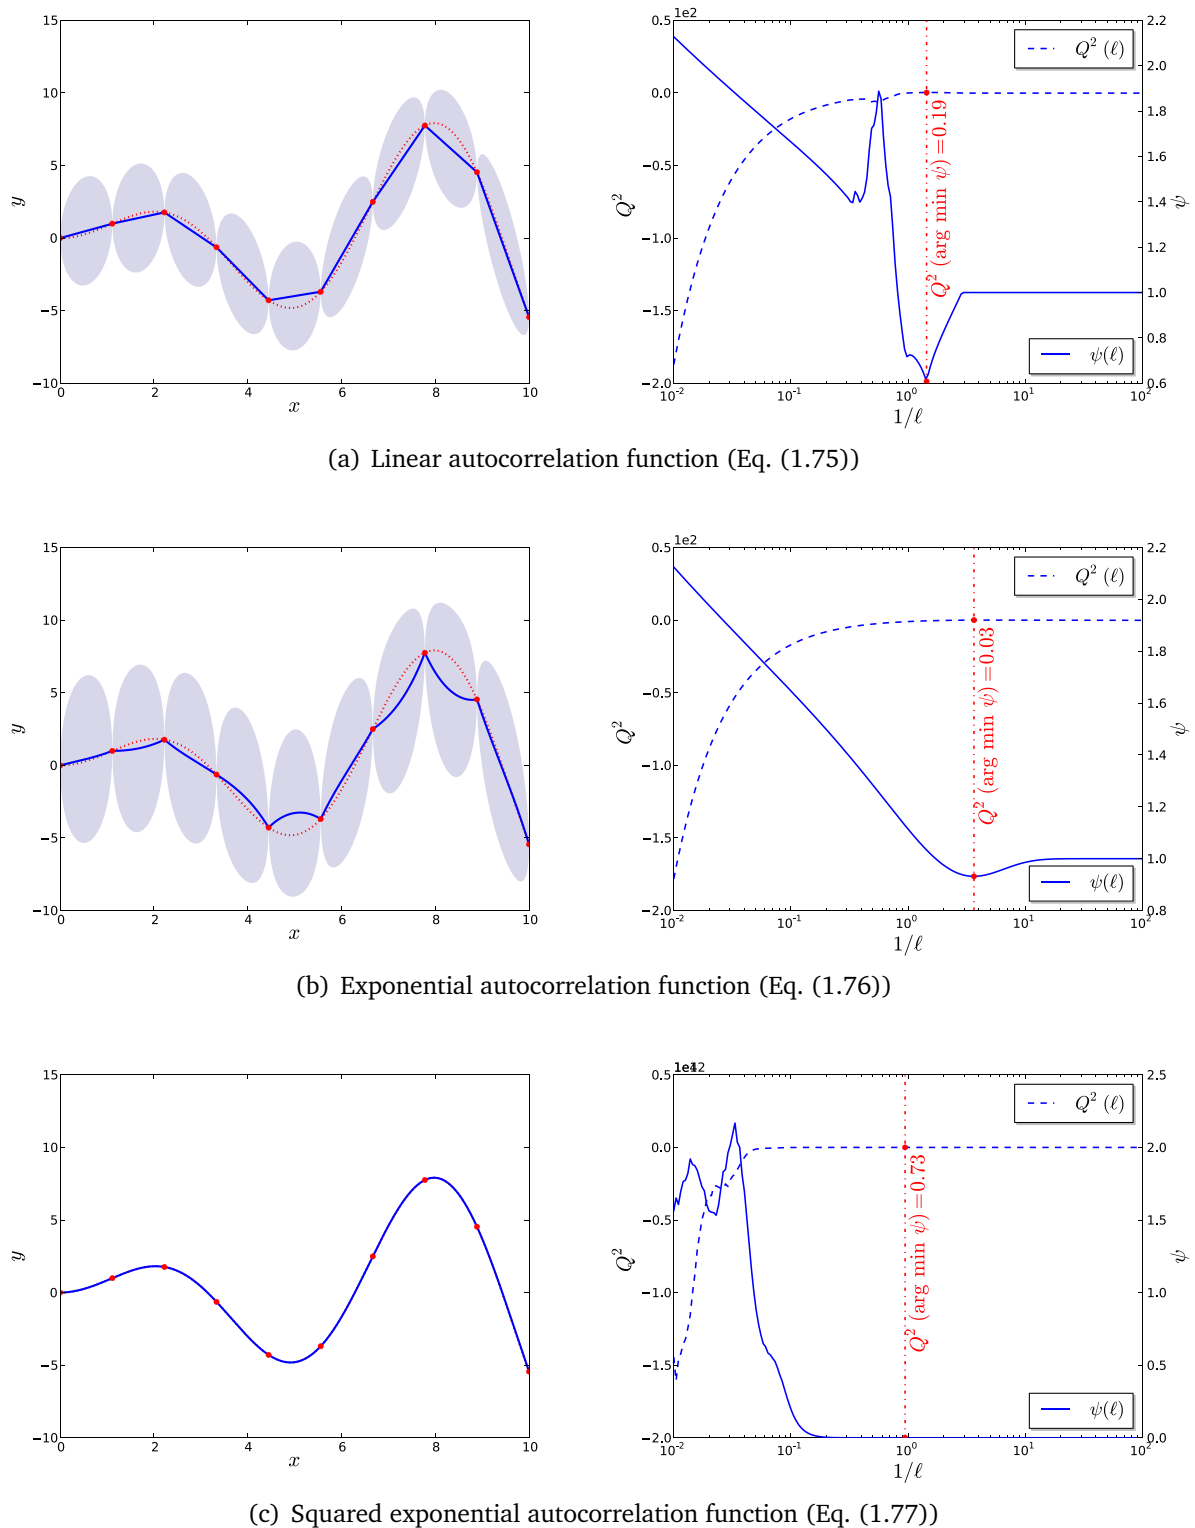 15
10
5
0
−5
−10
y
0 2 4 6 8 10
x
1e2
0.5
0.0
−0.5
−1.0
−1.5
−2.0
Q²
2.2
2.0
1.8
1.6
1.4
1.2
1.0
0.8
0.6
ψ
Q² (ℓ)
Q² (arg min ψ) = 0.19
ψ(ℓ)
10⁻² 10⁻¹ 10⁰ 10¹ 10²
1/ℓ
(a) Linear autocorrelation function (Eq. (1.75))
15
10
5
0
−5
−10
y
0 2 4 6 8 10
x
1e2
0.5
0.0
−0.5
−1.0
−1.5
−2.0
Q²
2.2
2.0
1.8
1.6
1.4
1.2
1.0
0.8
ψ
Q² (ℓ)
Q² (arg min ψ) = 0.03
ψ(ℓ)
10⁻² 10⁻¹ 10⁰ 10¹ 10²
1/ℓ
(b) Exponential autocorrelation function (Eq. (1.76))
15
10
5
0
−5
−10
y
0 2 4 6 8 10
x
0.5
0.0
−0.5
−1.0
−1.5
−2.0
Q²
2.5
2.0
1.5
1.0
0.5
0.0
ψ
Q² (ℓ)
Q² (arg min ψ) = 0.73
ψ(ℓ)
10⁻² 10⁻¹ 10⁰ 10¹ 10²
1/ℓ
(c) Squared exponential autocorrelation function (Eq. (1.77))